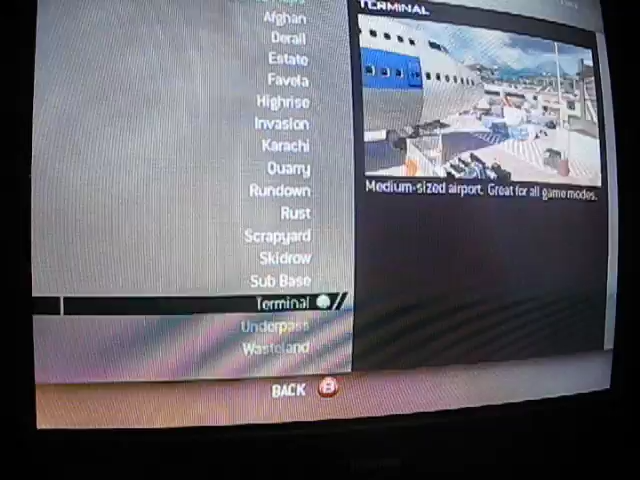 Afghan
Derail
Estate
Favela
Highrise
Invasion
Karachi
Quarry
Rundown
Rust
Scrapyard
Skidrow
Sub Base
Terminal
Underpass
Wasteland
BACK B
TERMINAL
Medium-sized airport. Great for all game modes.